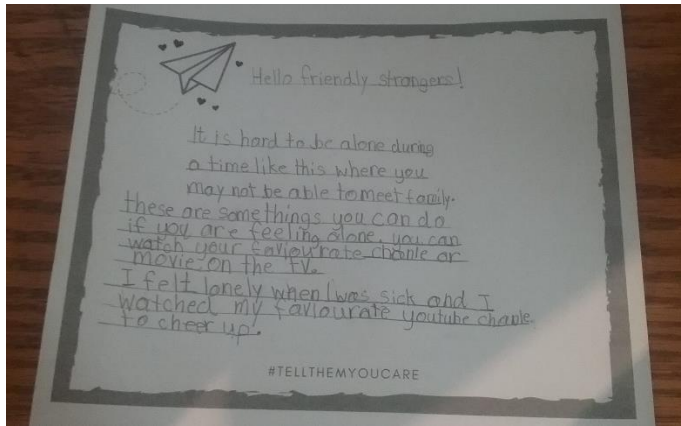 Hello friendly strangers!
It is hard to be alone during
a time like this where you
may not be able to meet family.
these are some things you can do
if you are feeling alone. you can
watch your faviourate chanle or
movie on the TV.
I felt lonely when I was sick and I
watched my faviourate youtube chanle.
to cheer up!
#TELLTHEMYOUCARE